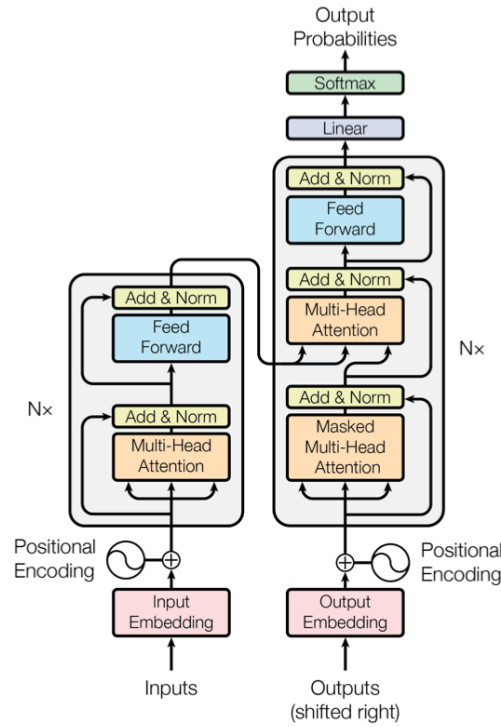 Output
Probabilities
Softmax
Linear
Add & Norm
Feed
Forward
Add & Norm
Multi-Head
Attention
N×
Add & Norm
Masked
Multi-Head
Attention
Add & Norm
Feed
Forward
Nx
Add & Norm
Multi-Head
Attention
Positional
Encoding
Positional
Encoding
Input
Embedding
Output
Embedding
Inputs
Outputs
(shifted right)